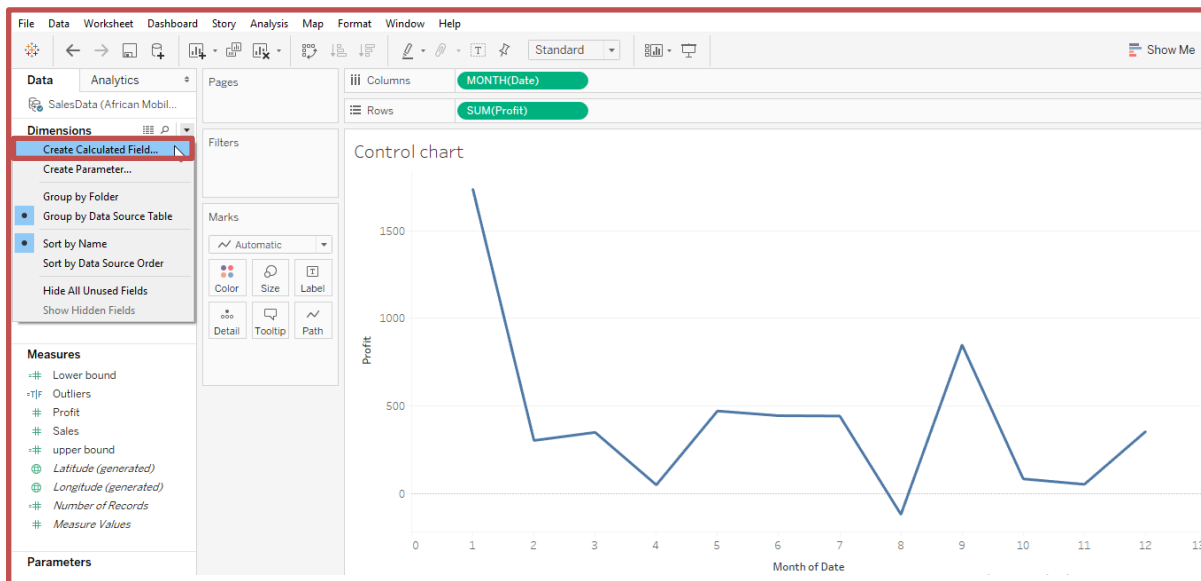 File Data Worksheet Dashboard Story Analysis Map Format Window Help
Standard
Show Me
Data Analytics
SalesData (African Mobil...
Dimensions
Create Calculated Field...
Create Parameter...
Group by Folder
Group by Data Source Table
Sort by Name
Sort by Data Source Order
Hide All Unused Fields
Show Hidden Fields
Measures
Lower bound
=T|F Outliers
Profit
Sales
upper bound
Latitude (generated)
Longitude (generated)
Number of Records
Measure Values
Parameters
Pages
Filters
Marks
Automatic
Color Size Label
Detail Tooltip Path
Columns MONTH(Date)
Rows SUM(Profit)
Control chart
1500
1000
500
0
Profit
0 1 2 3 4 5 6 7 8 9 10 11 12 13
Month of Date